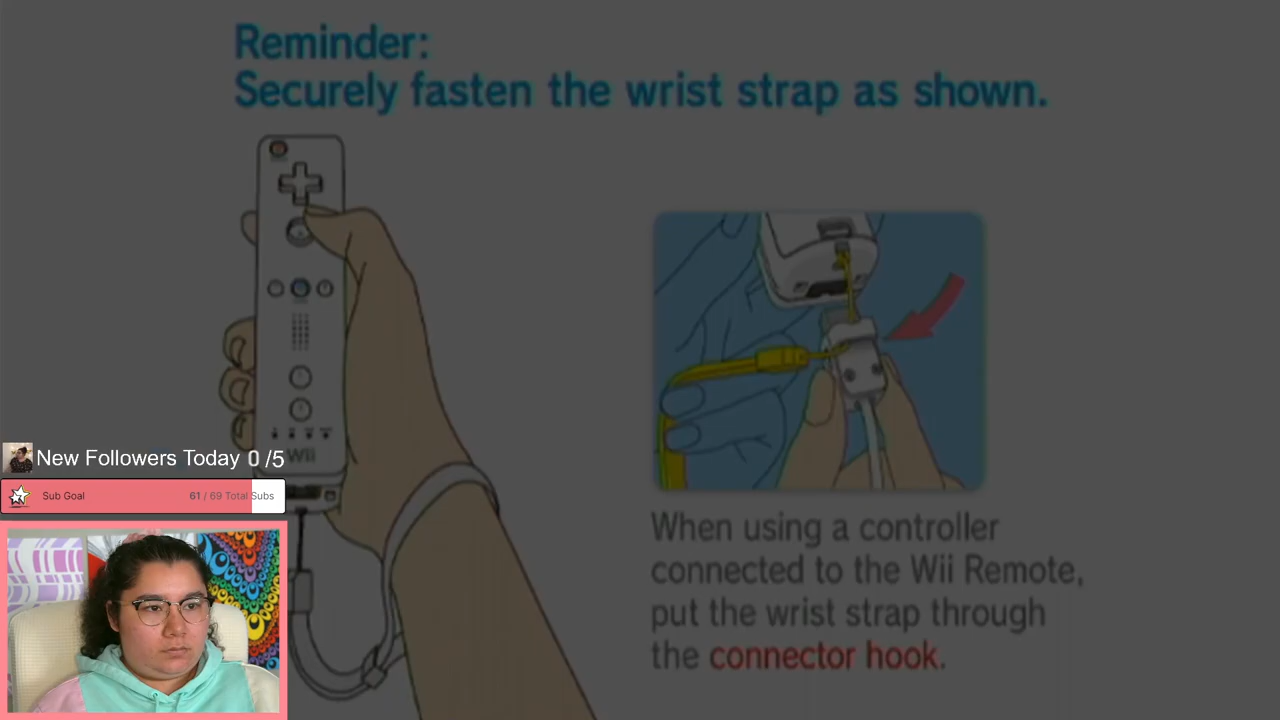 Reminder:
Securely fasten the wrist strap as shown.
Wii
New Followers Today 0 /5
Sub Goal 61 / 69 Total Subs
When using a controller
connected to the Wii Remote,
put the wrist strap through
the connector hook.